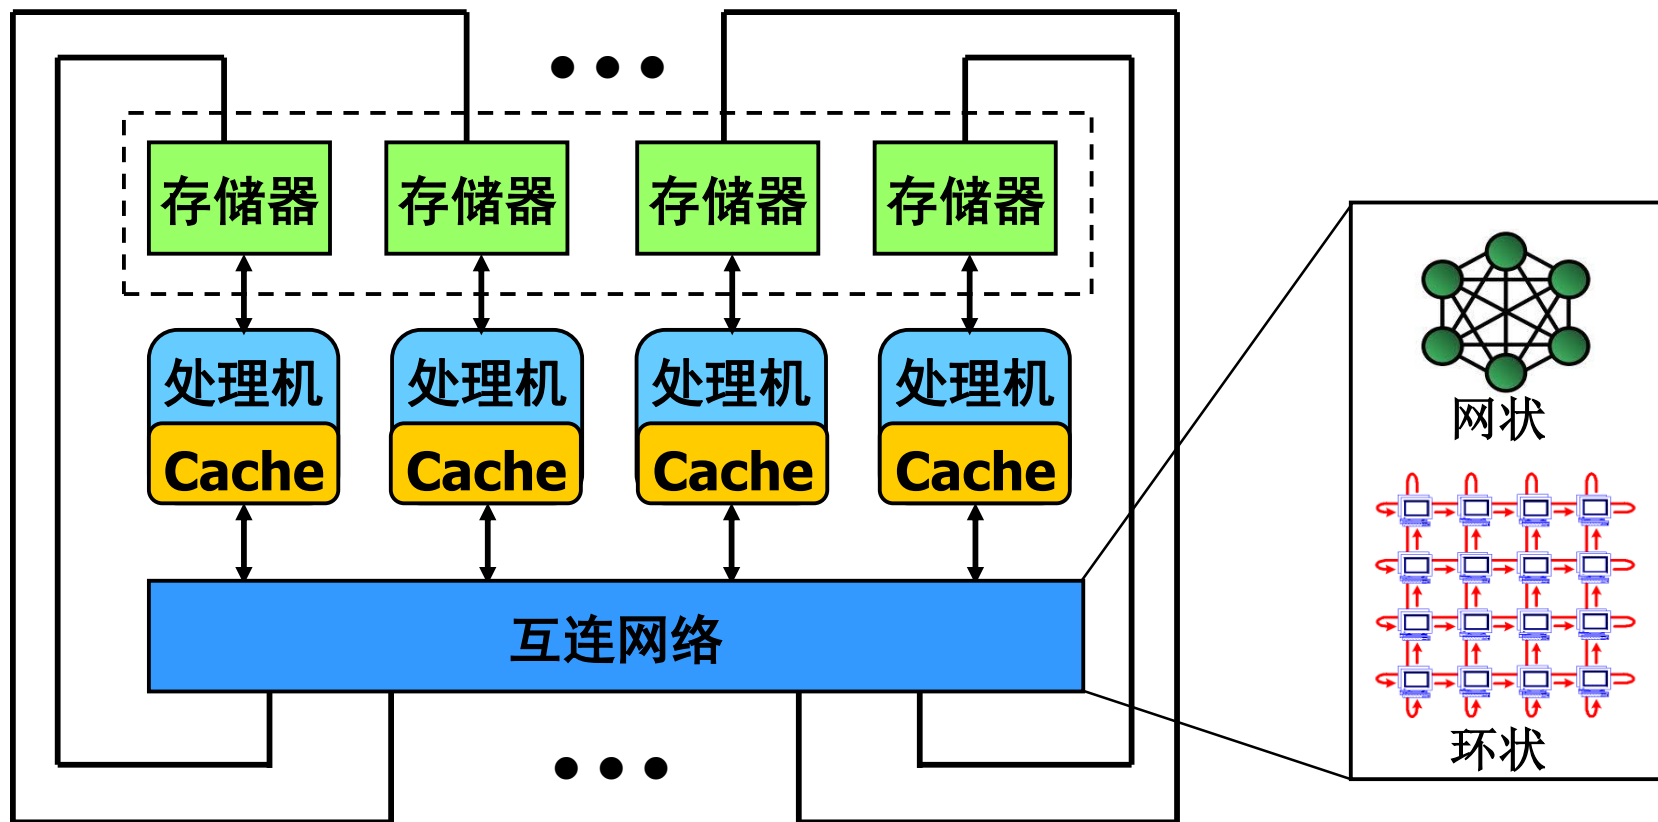 存储器 存储器 存储器 存储器
处理机 处理机 处理机 处理机
Cache Cache Cache Cache
互连网络
网状
环状